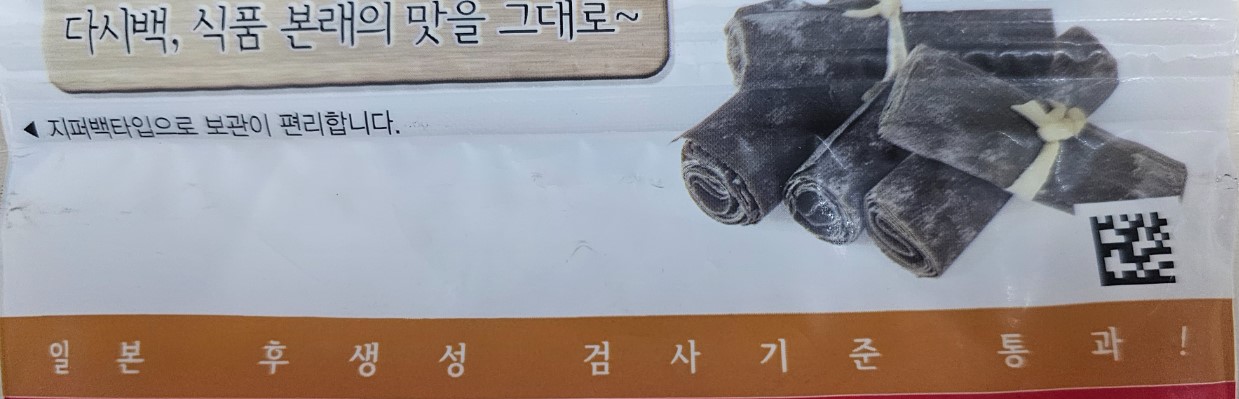 다시백, 식품 본래의 맛을 그대로~
◀ 지퍼백타입으로 보관이 편리합니다.
일본 후생성 검사기준 통과!